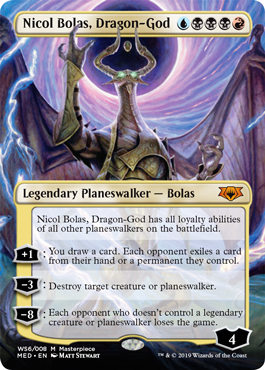 Nicol Bolas, Dragon-God
Legendary Planeswalker — Bolas
Nicol Bolas, Dragon-God has all loyalty abilities
of all other planeswalkers on the battlefield.
+1 : You draw a card. Each opponent exiles a card
from their hand or a permanent they control.
−3 : Destroy target creature or planeswalker.
−8 : Each opponent who doesn't control a legendary
creature or planeswalker loses the game.
4
WS6/008 M Masterpiece
MED • EN MATT STEWART
™ & © 2019 Wizards of the Coast